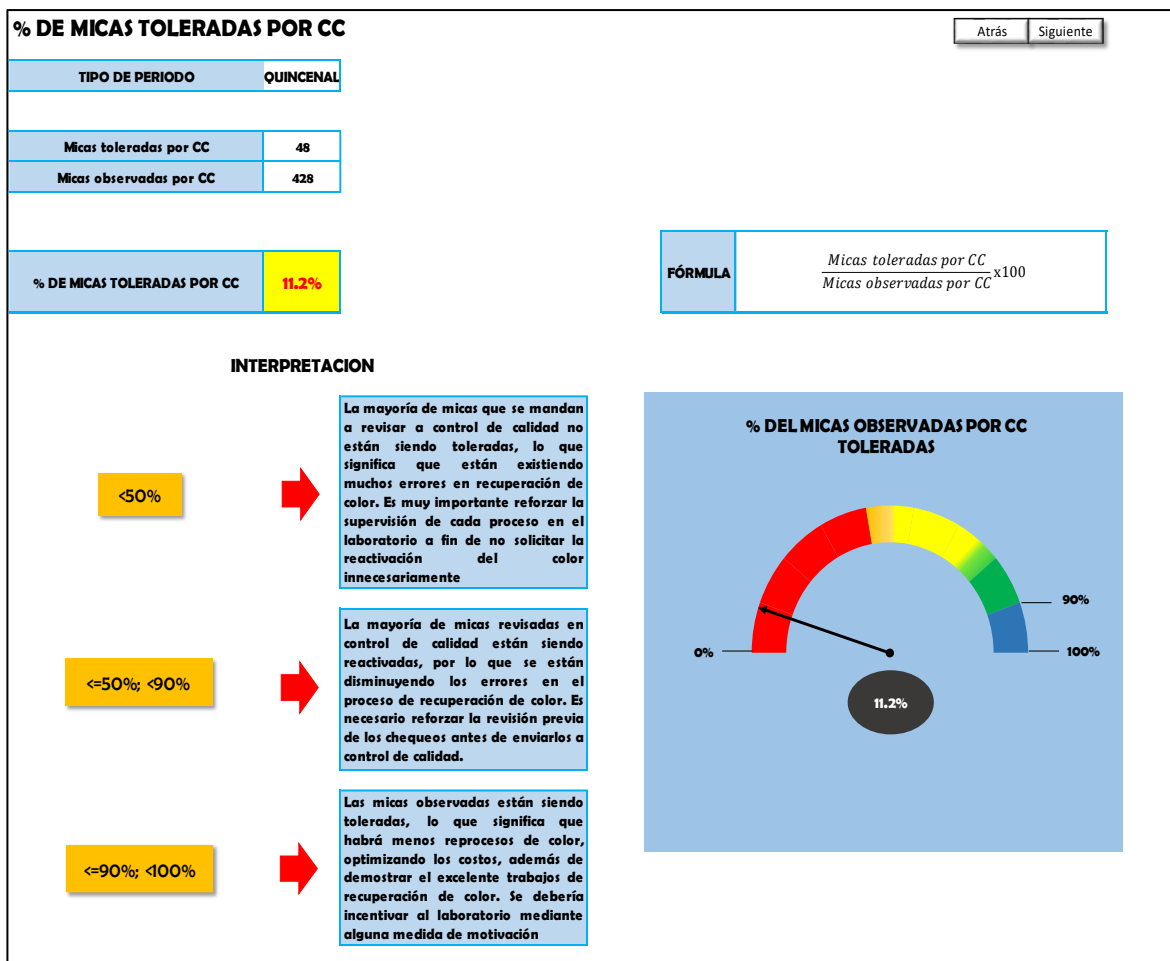 % DE MICAS TOLERADAS POR CC
Atrás
Siguiente
TIPO DE PERIODO
QUINCENAL
Micas toleradas por CC
48
Micas observadas por CC
428
% DE MICAS TOLERADAS POR CC
11.2%
FÓRMULA
Micas toleradas por CC
Micas observadas por CC
x100
INTERPRETACION
<50%
La mayoría de micas que se mandan
a revisar a control de calidad no
están siendo toleradas, lo que
significa que están existiendo
muchos errores en recuperación de
color. Es muy importante reforzar la
supervisión de cada proceso en el
laboratorio a fin de no solicitar la
reactivación del color
innecesariamente
<=50%; <90%
La mayoría de micas revisadas en
control de calidad están siendo
reactivadas, por lo que se están
disminuyendo los errores en el
proceso de recuperación de color. Es
necesario reforzar la revisión previa
de los chequeos antes de enviarlos a
control de calidad.
<=90%; <100%
Las micas observadas están siendo
toleradas, lo que significa que
habrá menos reprocesos de color,
optimizando los costos, además de
demostrar el excelente trabajos de
recuperación de color. Se debería
incentivar al laboratorio mediante
alguna medida de motivación
% DEL MICAS OBSERVADAS POR CC
TOLERADAS
0%
90%
100%
11.2%